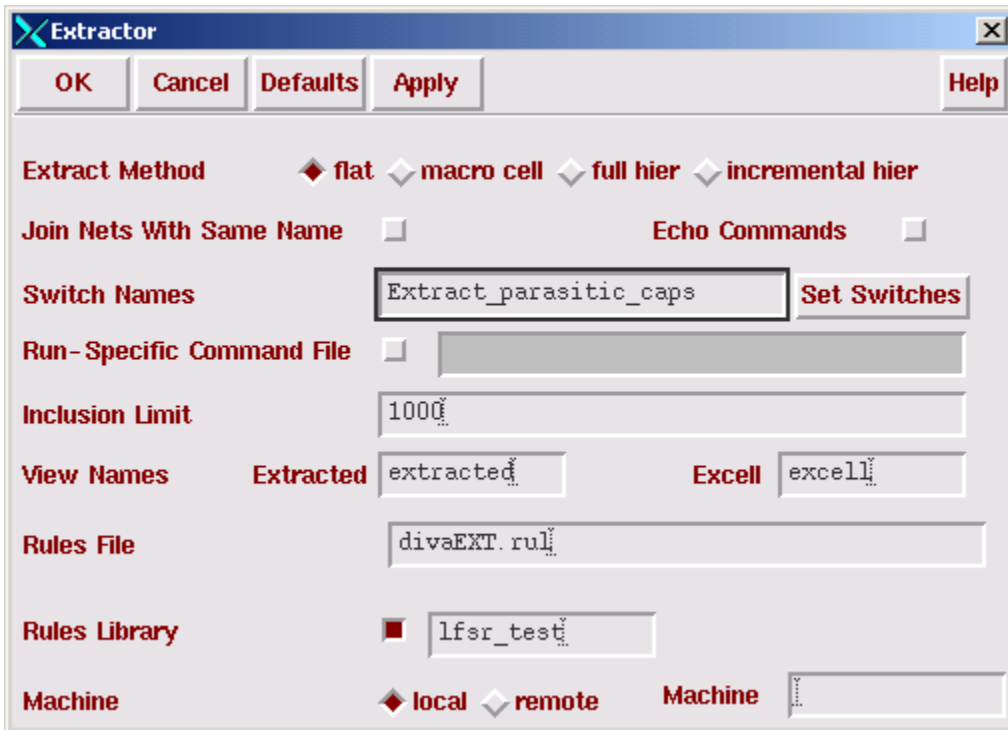 Extractor
OK Cancel Defaults Apply Help
Extract Method flat macro cell full hier incremental hier
Join Nets With Same Name Echo Commands
Switch Names Extract_parasitic_caps Set Switches
Run-Specific Command File
Inclusion Limit 1000
View Names Extracted extracted Excell excell
Rules File divaEXT.rul
Rules Library lfsr_test
Machine local remote Machine